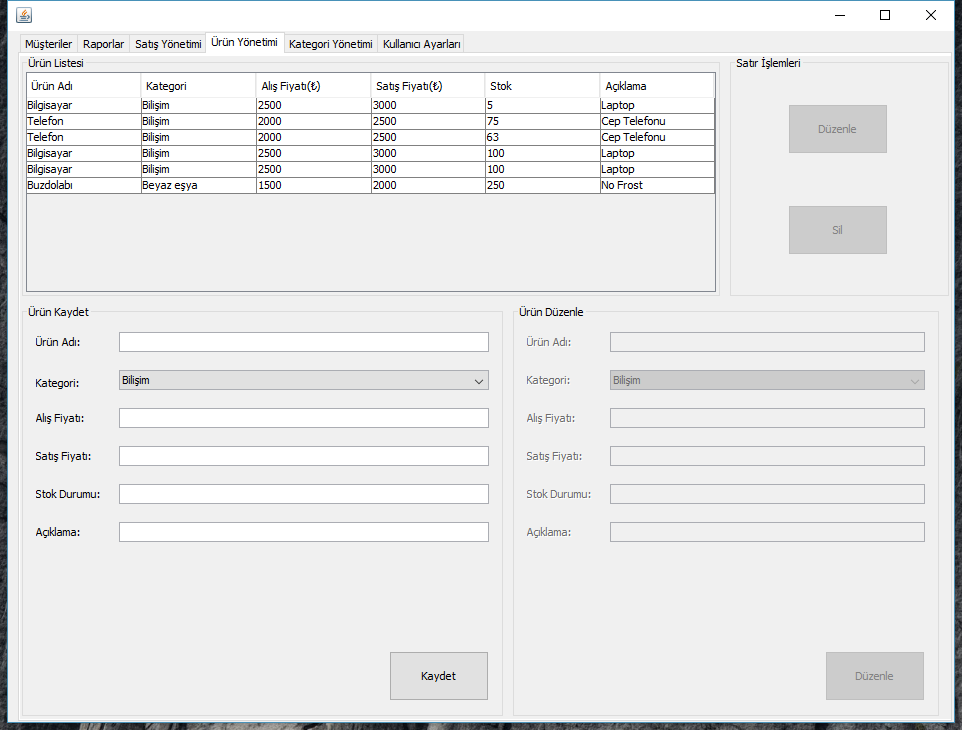 Müşteriler Raporlar Satış Yönetimi Ürün Yönetimi Kategori Yönetimi Kullanıcı Ayarları
Ürün Listesi
Ürün Adı Kategori Alış Fiyatı(₺) Satış Fiyatı(₺) Stok Açıklama
Bilgisayar Bilişim 2500 3000 5 Laptop
Telefon Bilişim 2000 2500 75 Cep Telefonu
Telefon Bilişim 2000 2500 63 Cep Telefonu
Bilgisayar Bilişim 2500 3000 100 Laptop
Bilgisayar Bilişim 2500 3000 100 Laptop
Buzdolabı Beyaz eşya 1500 2000 250 No Frost
Satır İşlemleri
Düzenle
Sil
Ürün Kaydet
Ürün Adı:
Kategori: Bilişim
Alış Fiyatı:
Satış Fiyatı:
Stok Durumu:
Açıklama:
Kaydet
Ürün Düzenle
Ürün Adı:
Kategori: Bilişim
Alış Fiyatı:
Satış Fiyatı:
Stok Durumu:
Açıklama:
Düzenle